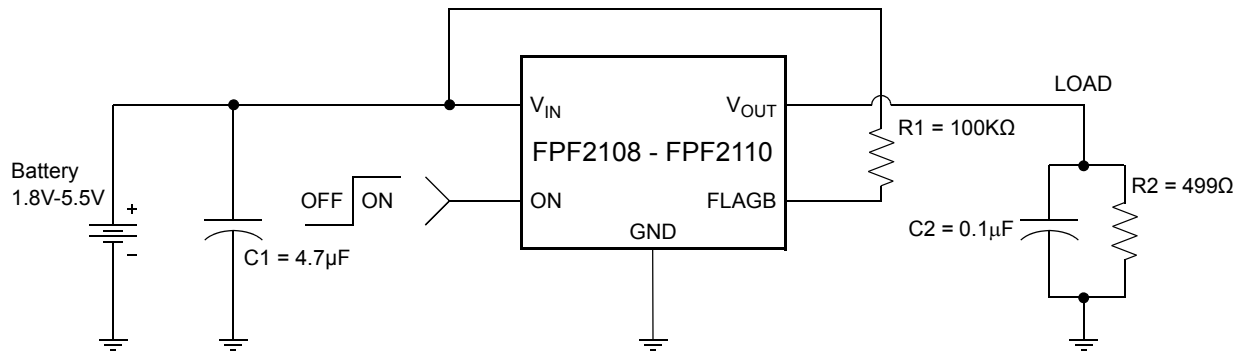 LOAD
VIN
VOUT
R1 = 100KΩ
FPF2108 - FPF2110
Battery
1.8V-5.5V
+
−
OFF
ON
ON
FLAGB
R2 = 499Ω
C2 = 0.1μF
GND
C1 = 4.7μF